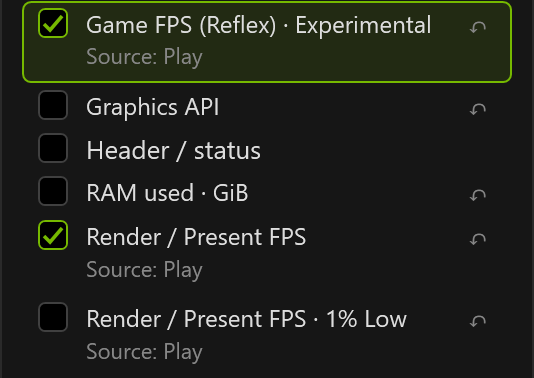 Game FPS (Reflex) · Experimental
Source: Play
Graphics API
Header / status
RAM used · GiB
Render / Present FPS
Source: Play
Render / Present FPS · 1% Low
Source: Play